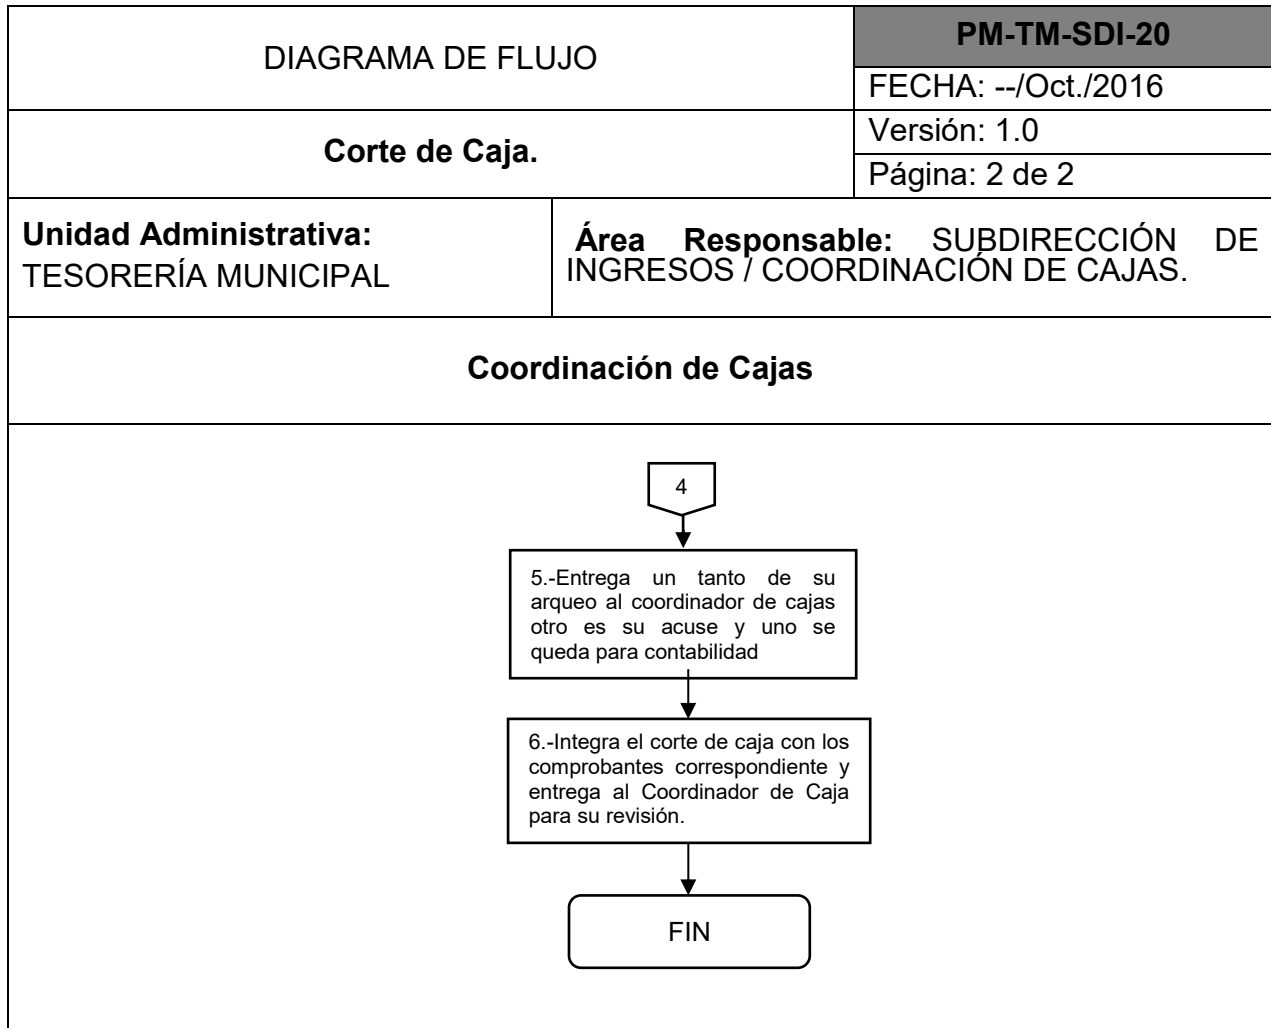 DIAGRAMA DE FLUJO
PM-TM-SDI-20
FECHA: --/Oct./2016
Corte de Caja.
Versión: 1.0
Página: 2 de 2
Unidad Administrativa:
TESORERÍA MUNICIPAL
Área Responsable: SUBDIRECCIÓN DE
INGRESOS / COORDINACIÓN DE CAJAS.
Coordinación de Cajas
4
5.-Entrega un tanto de su
arqueo al coordinador de cajas
otro es su acuse y uno se
queda para contabilidad
6.-Integra el corte de caja con los
comprobantes correspondiente y
entrega al Coordinador de Caja
para su revisión.
FIN